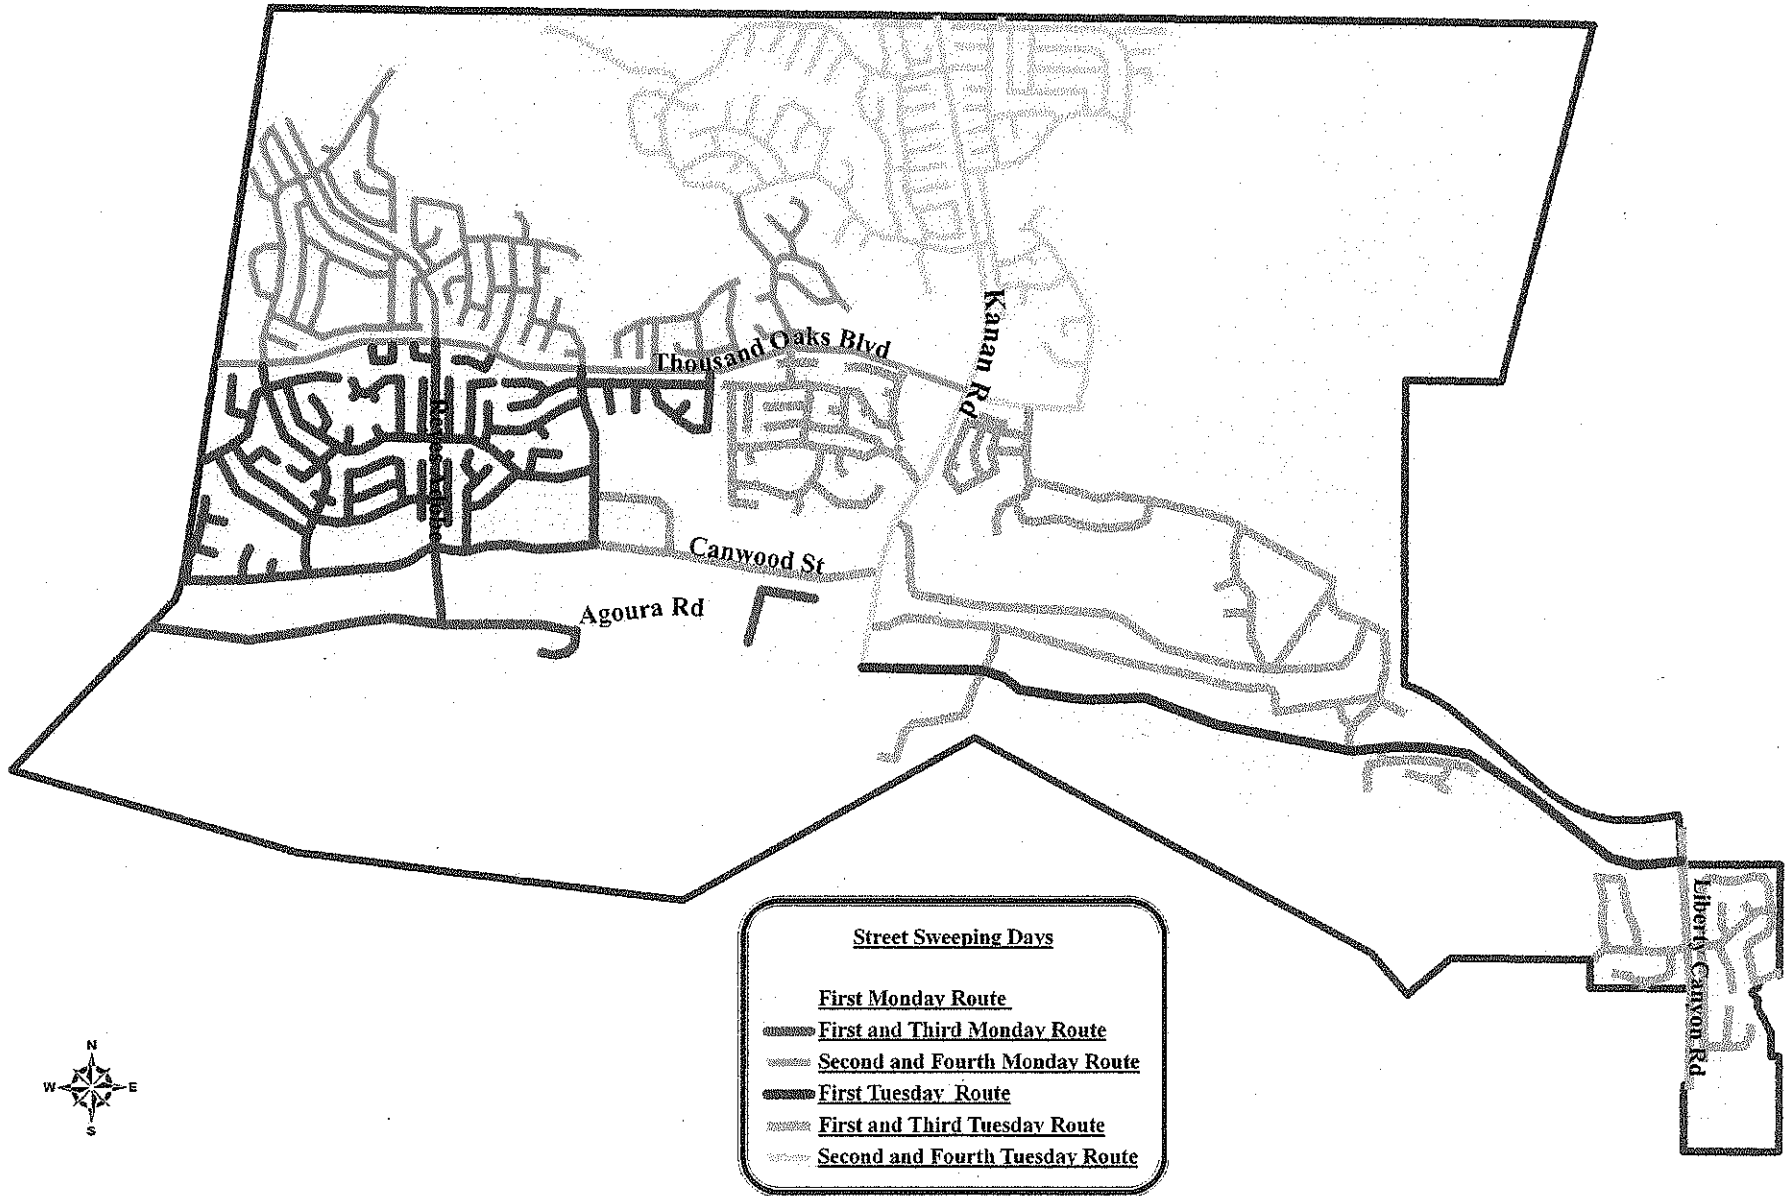 Kanan Rd
Thousand Oaks Blvd
Reyes Adobe
Canwood St
Agoura Rd
Liberty Canyon Rd
Street Sweeping Days
First Monday Route
First and Third Monday Route
Second and Fourth Monday Route
First Tuesday Route
First and Third Tuesday Route
Second and Fourth Tuesday Route
N
W E
S